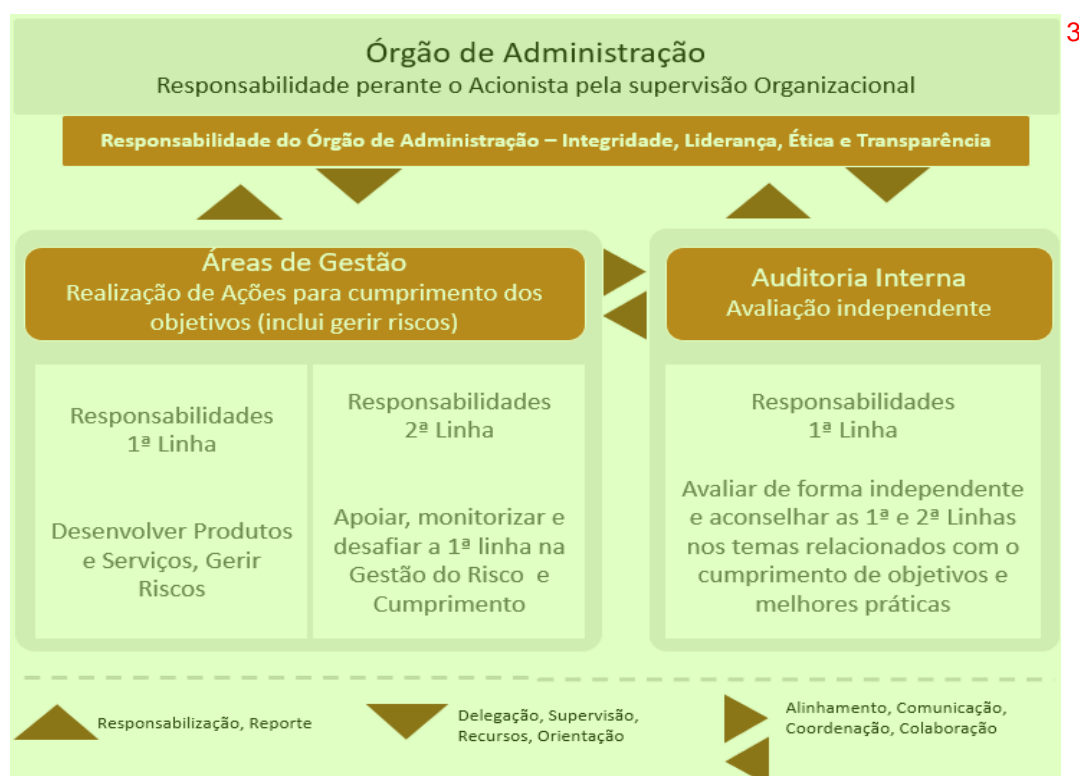 3
Órgão de Administração
Responsabilidade perante o Acionista pela supervisão Organizacional
Responsabilidade do Órgão de Administração – Integridade, Liderança, Ética e Transparência
Áreas de Gestão
Realização de Ações para cumprimento dos
objetivos (inclui gerir riscos)
Auditoria Interna
Avaliação independente
Responsabilidades
1ª Linha
Desenvolver Produtos
e Serviços, Gerir
Riscos
Responsabilidades
2ª Linha
Apoiar, monitorizar e
desafiar a 1ª linha na
Gestão do Risco e
Cumprimento
Responsabilidades
1ª Linha
Avaliar de forma independente
e aconselhar as 1ª e 2ª Linhas
nos temas relacionados com o
cumprimento de objetivos e
melhores práticas
Responsabilização, Reporte
Delegação, Supervisão,
Recursos, Orientação
Alinhamento, Comunicação,
Coordenação, Colaboração